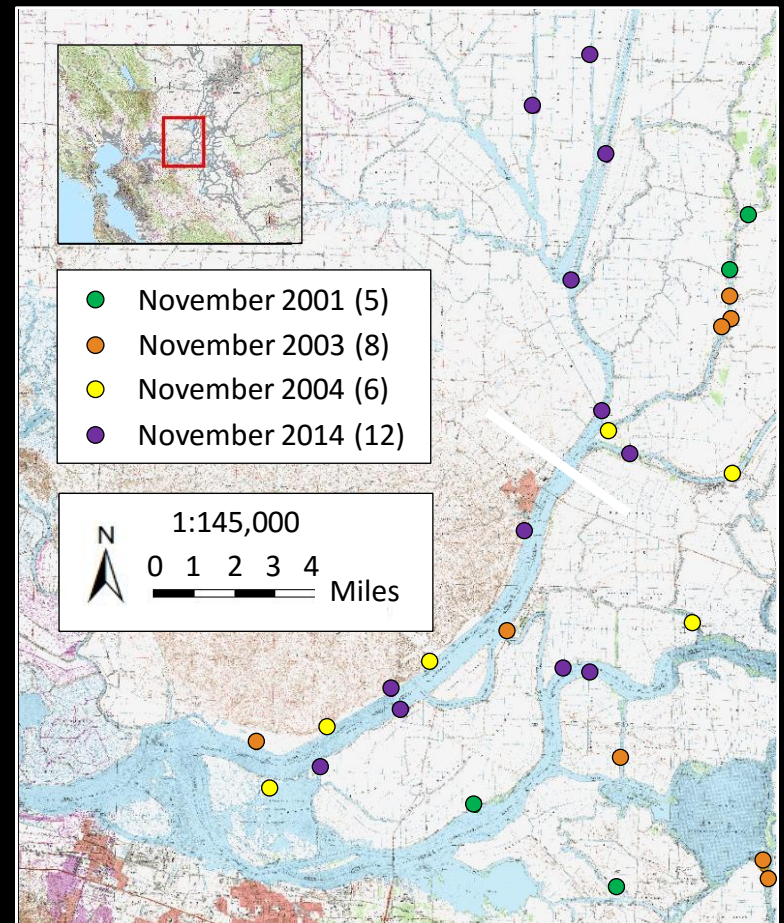 November 2001 (5)
November 2003 (8)
November 2004 (6)
November 2014 (12)
N
1:145,000
0 1 2 3 4
Miles